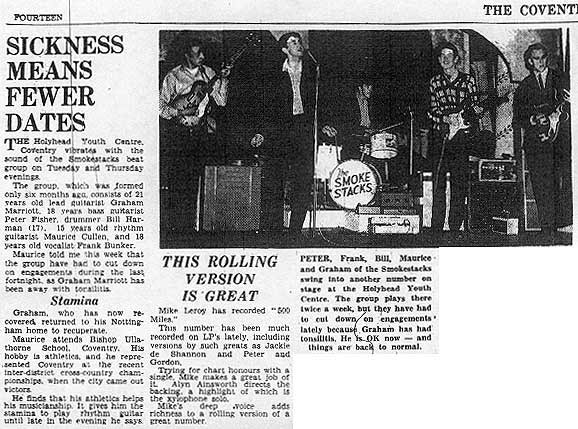 FOURTEEN
THE COVENT
SICKNESS
MEANS
FEWER
DATES
THE Holyhead Youth Centre,
Coventry vibrates with the
sound of the Smokestacks beat
group on Tuesday and Thursday
evenings.
The group, which was formed
only six months ago, consists of 21
years old lead guitarist Graham
Marriott, 18 years bass guitarist
Peter Fisher, drummer Bill Har-
man (17), 15 years old rhythm
guitarist Maurice Cullen, and 18
years old vocalist Frank Bunker.
Maurice told me this week that
the group have had to cut down
on engagements during the last
fortnight, as Graham Marriott has
been away with tonsilitis.
Stamina
Graham, who has now re-
covered, returned to his Notting-
ham home to recuperate.
Maurice attends Bishop Ulla-
thorne School, Coventry. His
hobby is athletics, and he repre-
sented Coventry at the recent
inter-district cross-country cham-
pionships, when the city came out
victors.
He finds that his athletics helps
his musicianship. It gives him the
stamina to play rhythm guitar
until late in the evening he says.
The
SMOKE
STACKS
THIS ROLLING
VERSION
IS GREAT
Mike Leroy has recorded "500
Miles."
This number has been much
recorded on LP's lately, including
versions by such greats as Jackie
de Shannon and Peter and
Gordon.
Trying for chart honours with a
single, Mike makes a great job of
it. Alyn Ainsworth directs the
backing, a highlight of which is
the xylophone solo.
Mike's deep voice adds
richness to a rolling version of a
great number.
PETER, Frank, Bill, Maurice
and Graham of the Smokestacks
swing into another number on
stage at the Holyhead Youth
Centre. The group plays there
twice a week, but they have had
to cut down on engagements
lately because Graham has had
tonsilitis. He is OK now — and
things are back to normal.